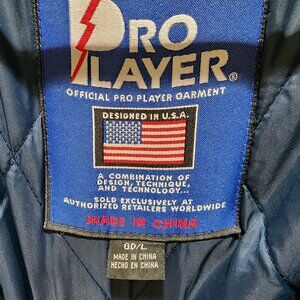 PRO
PLAYER®
OFFICIAL PRO PLAYER GARMENT
DESIGNED IN U.S.A.
A COMBINATION OF
DESIGN, TECHNIQUE,
AND TECHNOLOGY...
SOLD EXCLUSIVELY AT
AUTHORIZED RETAILERS WORLDWIDE
MADE IN CHINA
GD/L
MADE IN CHINA
HECHO EN CHINA